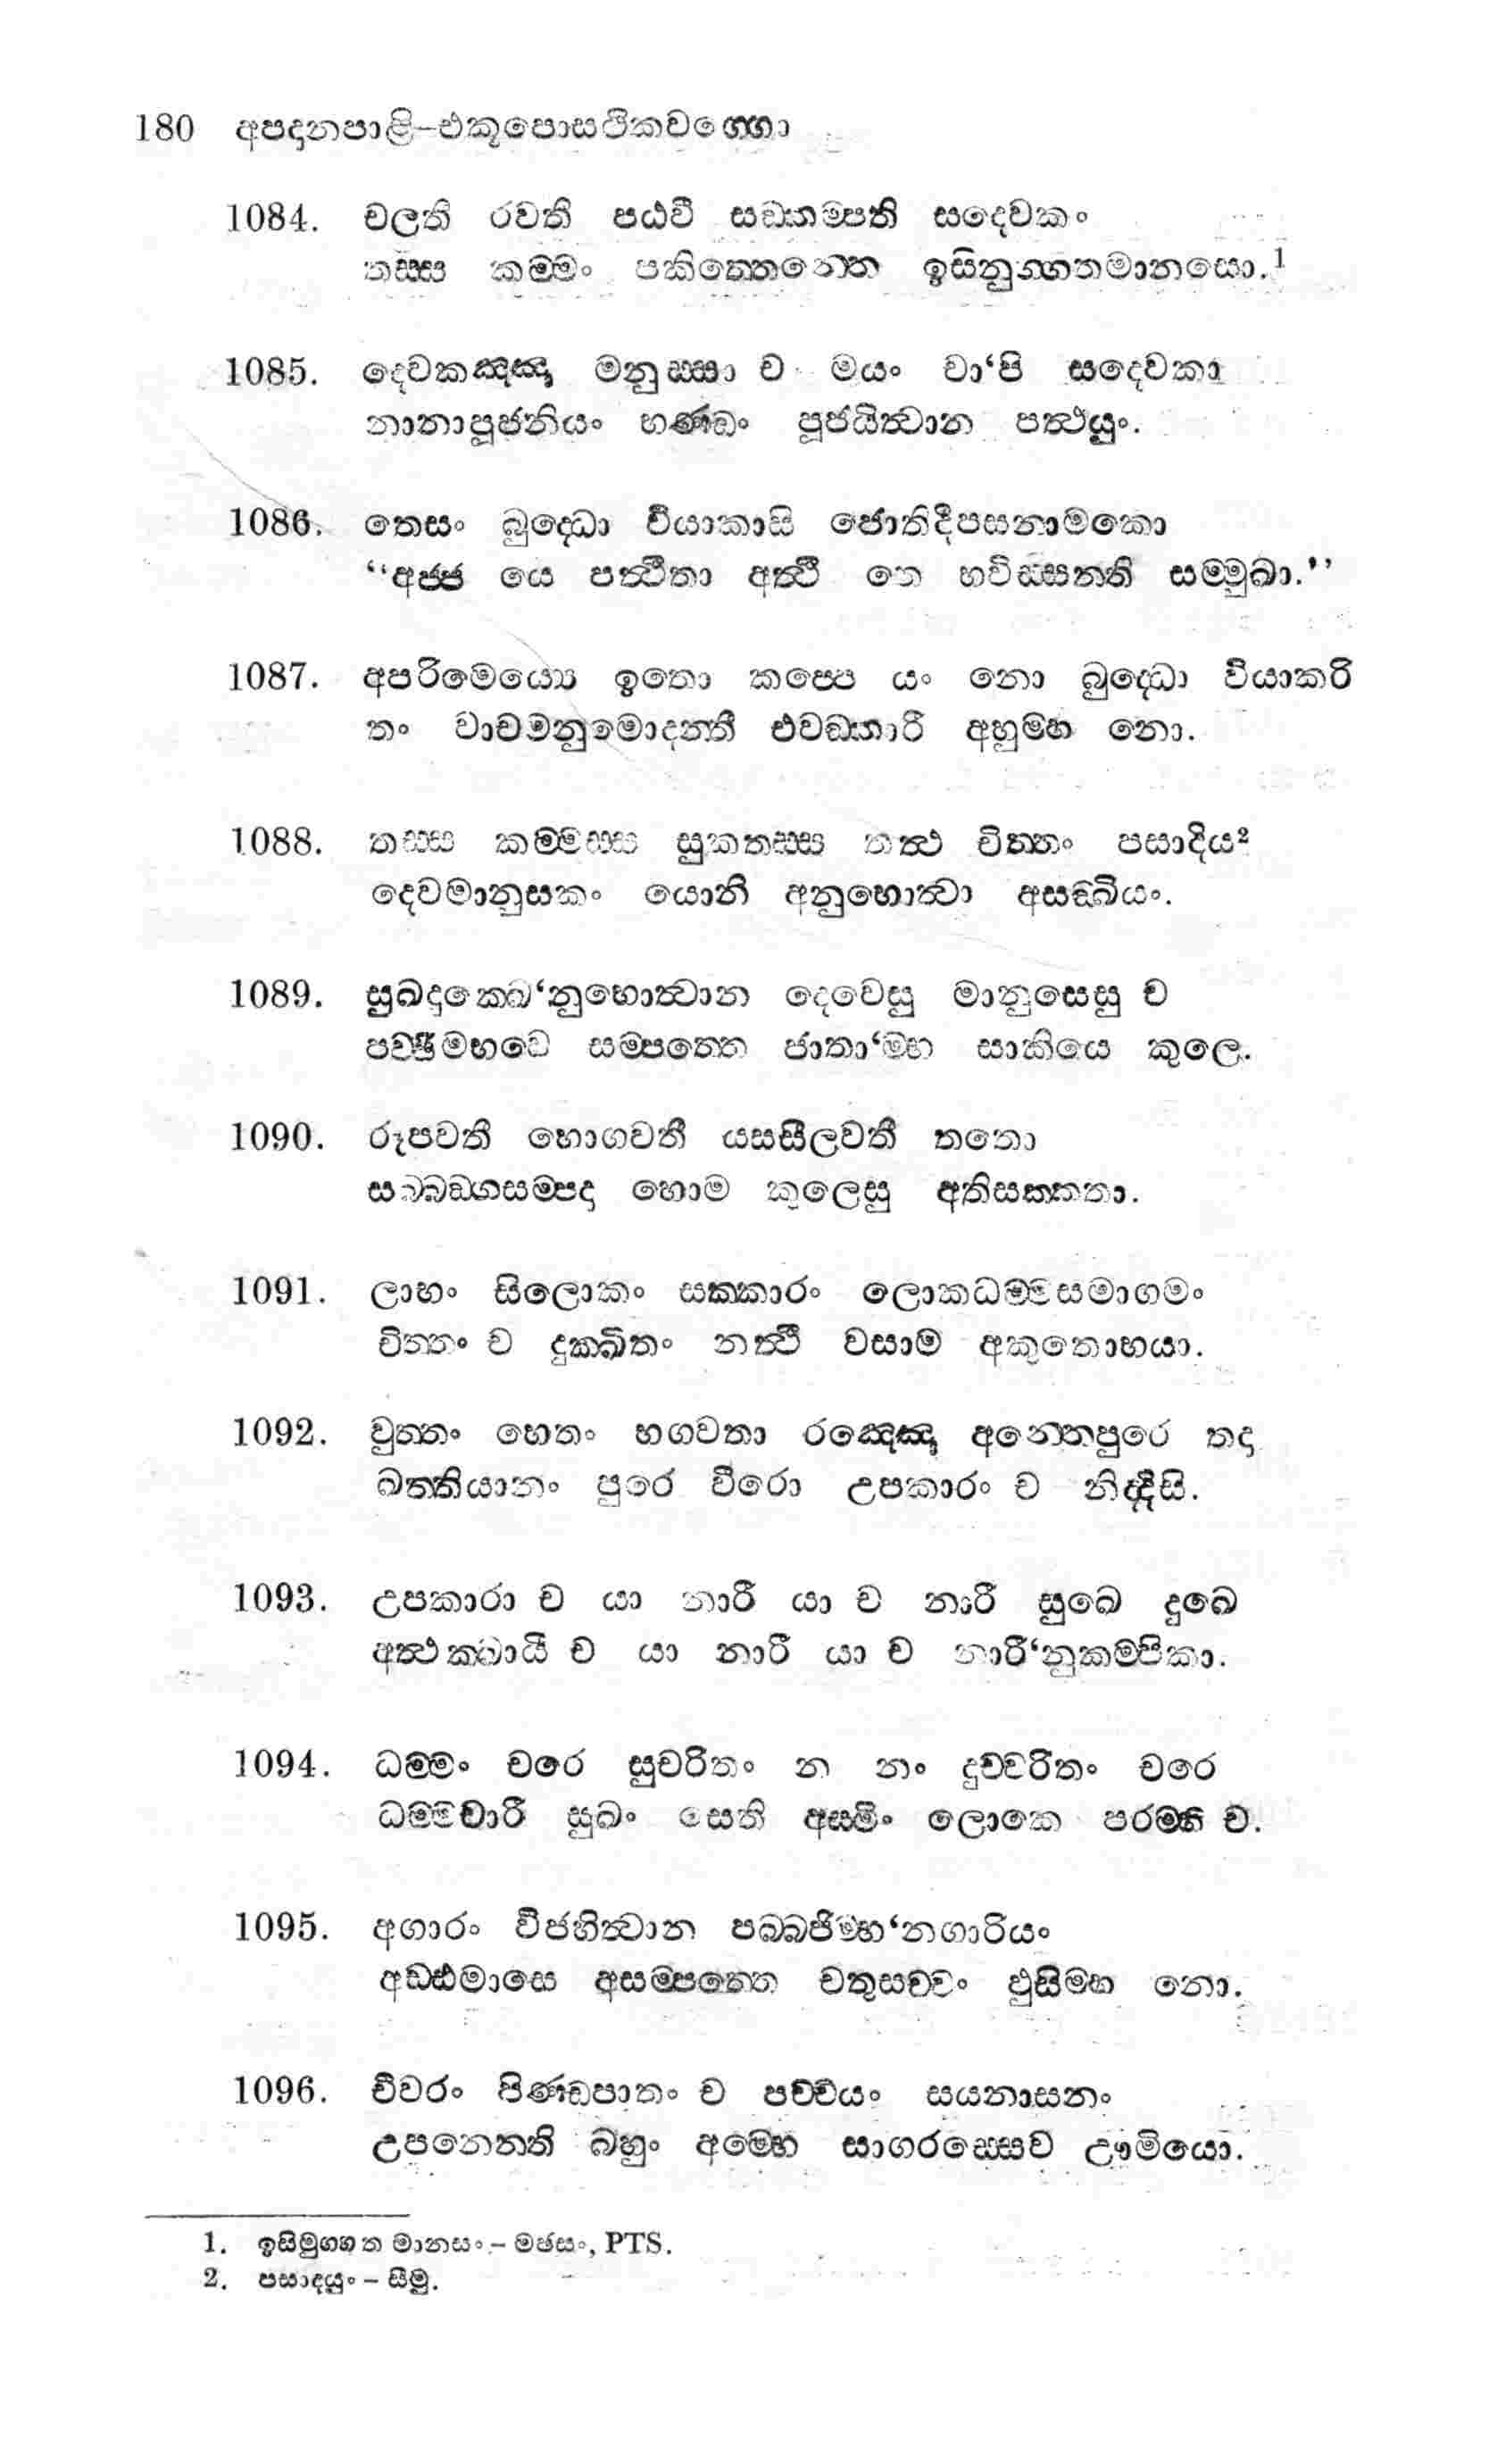 180 අපදානපාළි–එකූපොසථිකවග්ගො
1084. චලති රවති පඨවී සඞ්කම්පති සදෙවකං
තස්ස කම්මං පකිත්තෙන්තෙ ඉසිනුග්ගතමානසො.1
1085. දෙවකඤ්ඤා මනුස්සා ච මයං චා‘පි සදෙවකා
නානාපූජනියං භණ්ඩං පූජයිත්වාන පත්ථයුං.
1086. තෙසං බුද්ධො වියාකාසි ජොතිදීපසනාමකො
“අජ්ජ යෙ පත්ථිතා අත්ථි තෙ භවිස්සන්ති සම්මුඛා.”
1087. අපරිමෙය්‍යෙ ඉතො කප්පෙ යං නො බුද්ධො වියාකරි
තං වාචමනුමොදන්තී එවඞ්කාරී අහුම්හ නො.
1088. තස්ස කම්මස්ස සුකතස්ස තත්ථ චිත්තං පසාදිය2
දෙවමානුසකං යොනි අනුභොත්වා අසඞ්ඛියං.
1089. සුඛදුක්ඛෙ‘නුභොත්වාන දෙවෙසු මානුසෙසු ච
පච්ඡිමභවෙ සම්පත්තෙ ජාතා‘ම්භ සාකියෙ කුලෙ.
1090. රූපවතී භොගවතී යසසීලවතී තතො
සබ්බඞ්ගසම්පදා හොම කුලෙසු අතිසක්කතා.
1091. ලාභං සිලොකං සක්කාරං ලොකධම්මසමාගමං
චිත්තං ච දුක්ඛිතං නත්ථි වසාම අකුතොභයා.
1092. වුත්තං හෙතං භගවතා රඤ්ඤො අන්තෙපුරෙ තදා
ඛත්තියානං පුරෙ වීරො උපකාරං ච නිද්දිසි.
1093. උපකාරා ච යා නාරී යා ච නාරී සුඛෙ දුඛෙ
අත්ථක්ඛායී ච යා නාරී යා ච නාරී‘නුකම්පිකා.
1094. ධම්මං චරෙ සුචරිතං න නං දුච්චරිතං චරෙ
ධම්මචාරී සුඛං සෙති අස්මිං ලොකෙ පරම්හි ච.
1095. අගාරං විජහිත්වාන පබ්බජිම්හ‘නගාරියං
අඩ්ඪමාසෙ අසම්පත්තෙ චතුසච්චං ඵුසිම්හ නො.
1096. චීවරං පිණ්ඩපාතං ච පච්චයං සයනාසනං
උපනෙන්ති බහුං අම්හෙ සාගරස්සෙව ඌමියො.
1. ඉසිමුග්ගත මානසං – මඡසං, PTS.
2. පසාදයුං – සීමු.